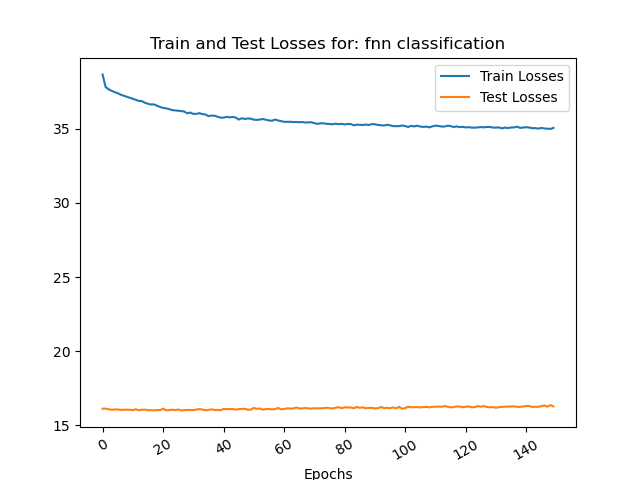 Train and Test Losses for: fnn classification
Train Losses
Test Losses
35
30
25
20
15
0 20 40 60 80 100 120 140
Epochs